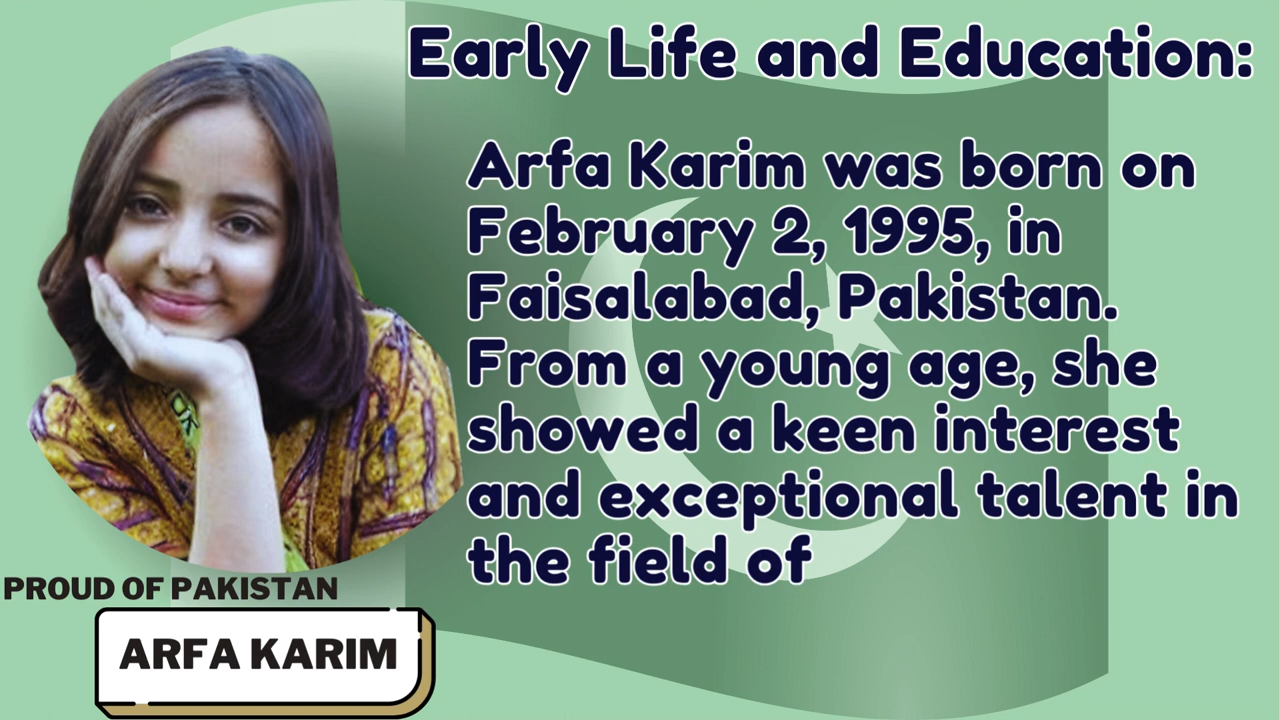 Early Life and Education:
Arfa Karim was born on
February 2, 1995, in
Faisalabad, Pakistan.
From a young age, she
showed a keen interest
and exceptional talent in
the field of
PROUD OF PAKISTAN
ARFA KARIM